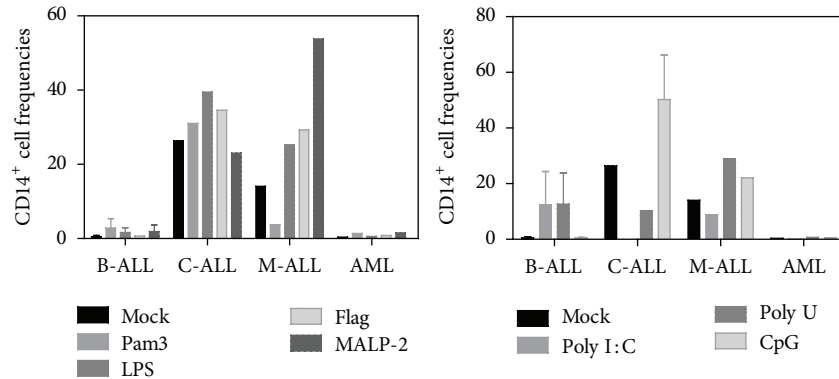 CD14+ cell frequencies
60
40
20
0
B-ALL C-ALL M-ALL AML
Mock
Pam3
LPS
Flag
MALP-2
CD14+ cell frequencies
80
60
40
20
0
B-ALL C-ALL M-ALL AML
Mock
Poly I:C
Poly U
CpG